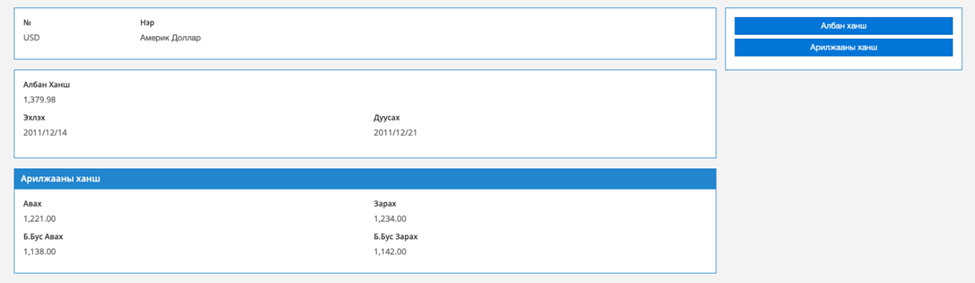 № Нэр
USD Америк Доллар
Албан Ханш
1,379.98
Эхлэх Дуусах
2011/12/14 2011/12/21
Арилжааны ханш
Авах Зарах
1,221.00 1,234.00
Б.Бус Авах Б.Бус Зарах
1,138.00 1,142.00
Албан ханш
Арилжааны ханш